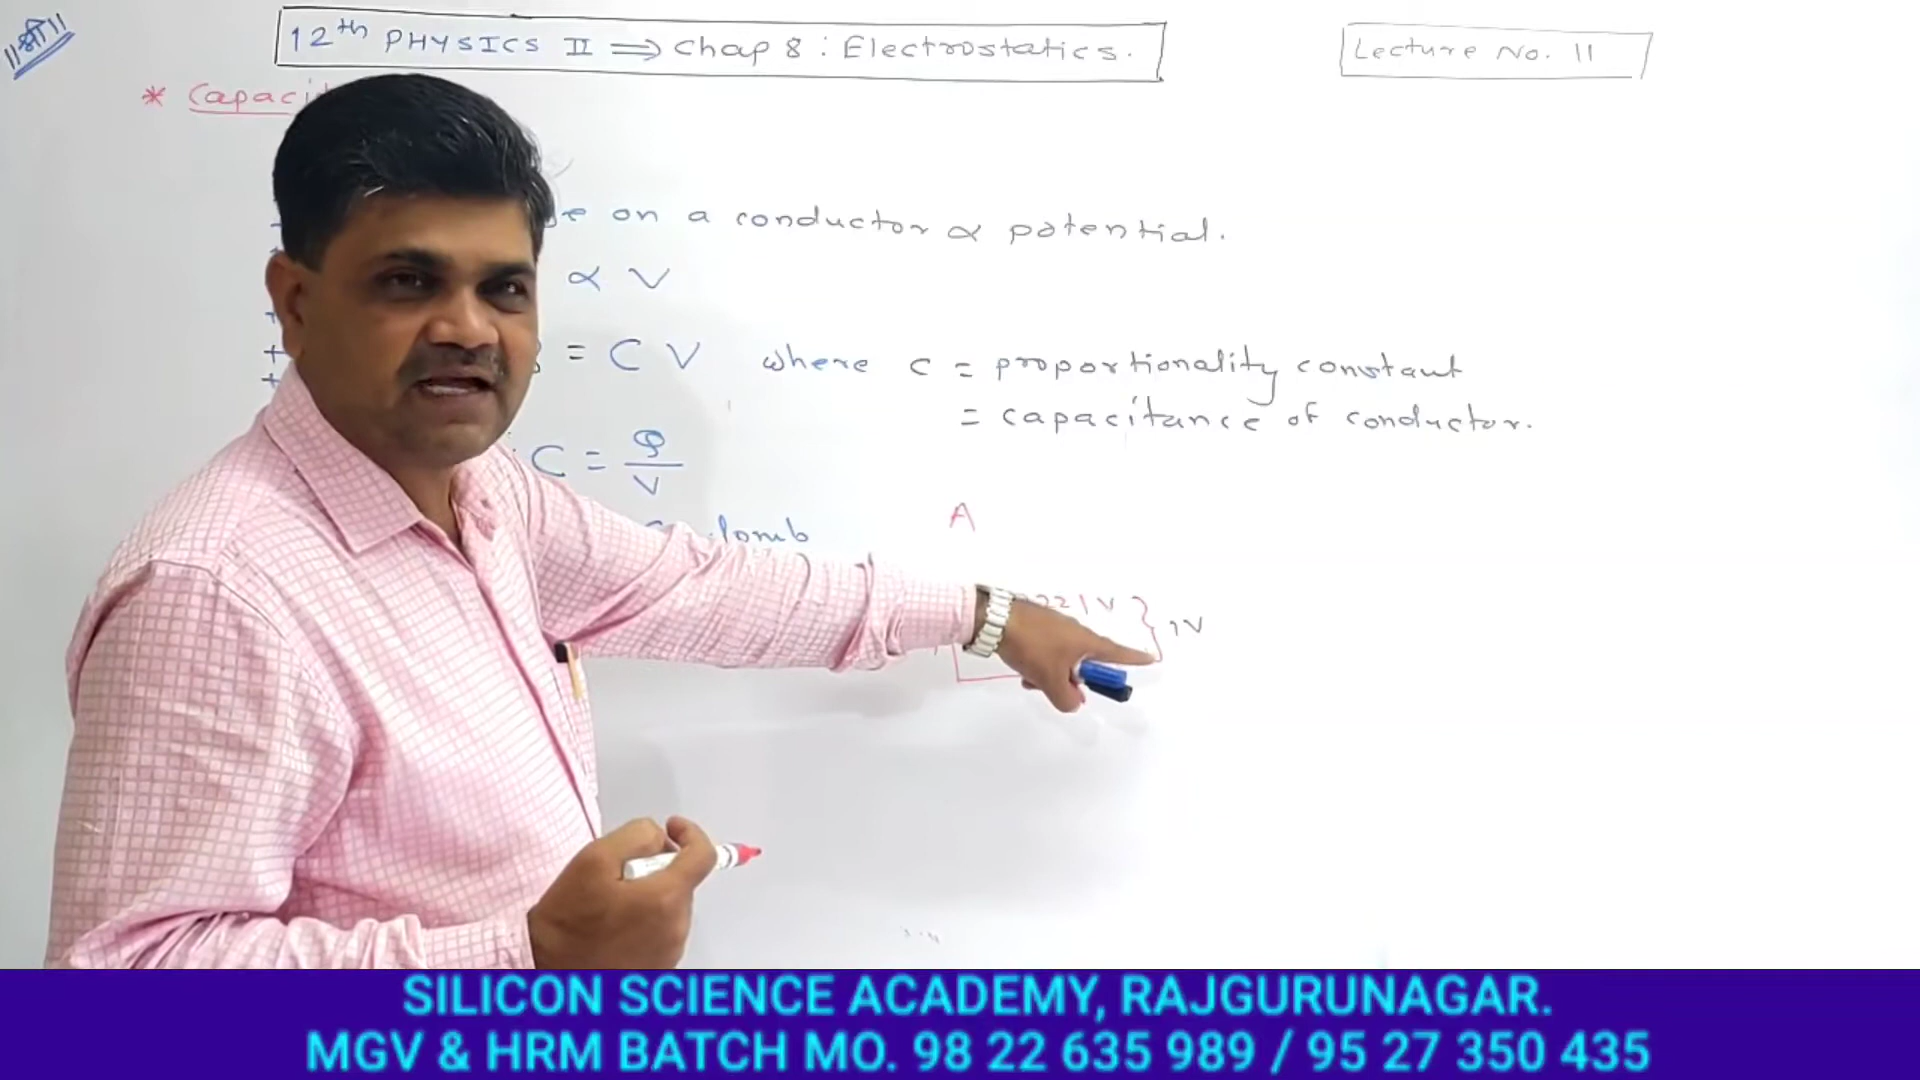 ॥श्री॥
12th PHYSICS II ⟹ Chap 8 : Electrostatics.
Lecture No. 11
*
on a conductor ∝ potential.
∝ V
= C V where C = proportionality constant
= capacitance of conductor.
C = Q/V
A
221 V } 1V
SILICON SCIENCE ACADEMY, RAJGURUNAGAR.
MGV & HRM BATCH MO. 98 22 635 989 / 95 27 350 435